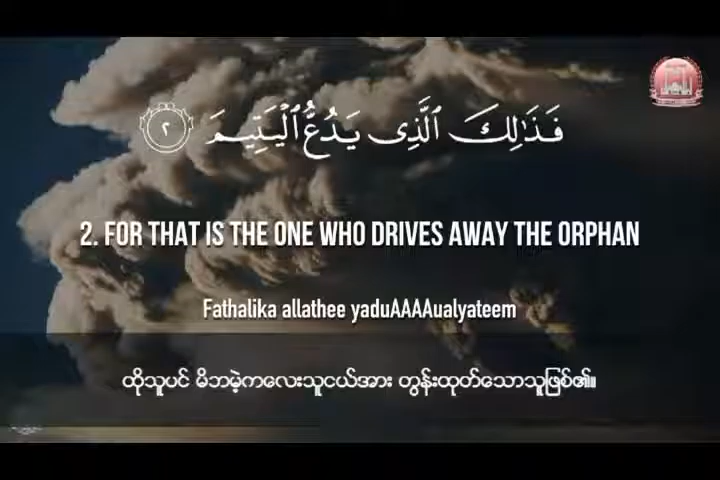 فَذَٰلِكَ ٱلَّذِى يَدُعُّ ٱلْيَتِيمَ ٢
2. FOR THAT IS THE ONE WHO DRIVES AWAY THE ORPHAN
Fathalika allathee yaduAAAAualyateem
ထိုသူပင် မိဘမဲ့ကလေးသူငယ်အား တွန်းထုတ်သောသူဖြစ်၏။